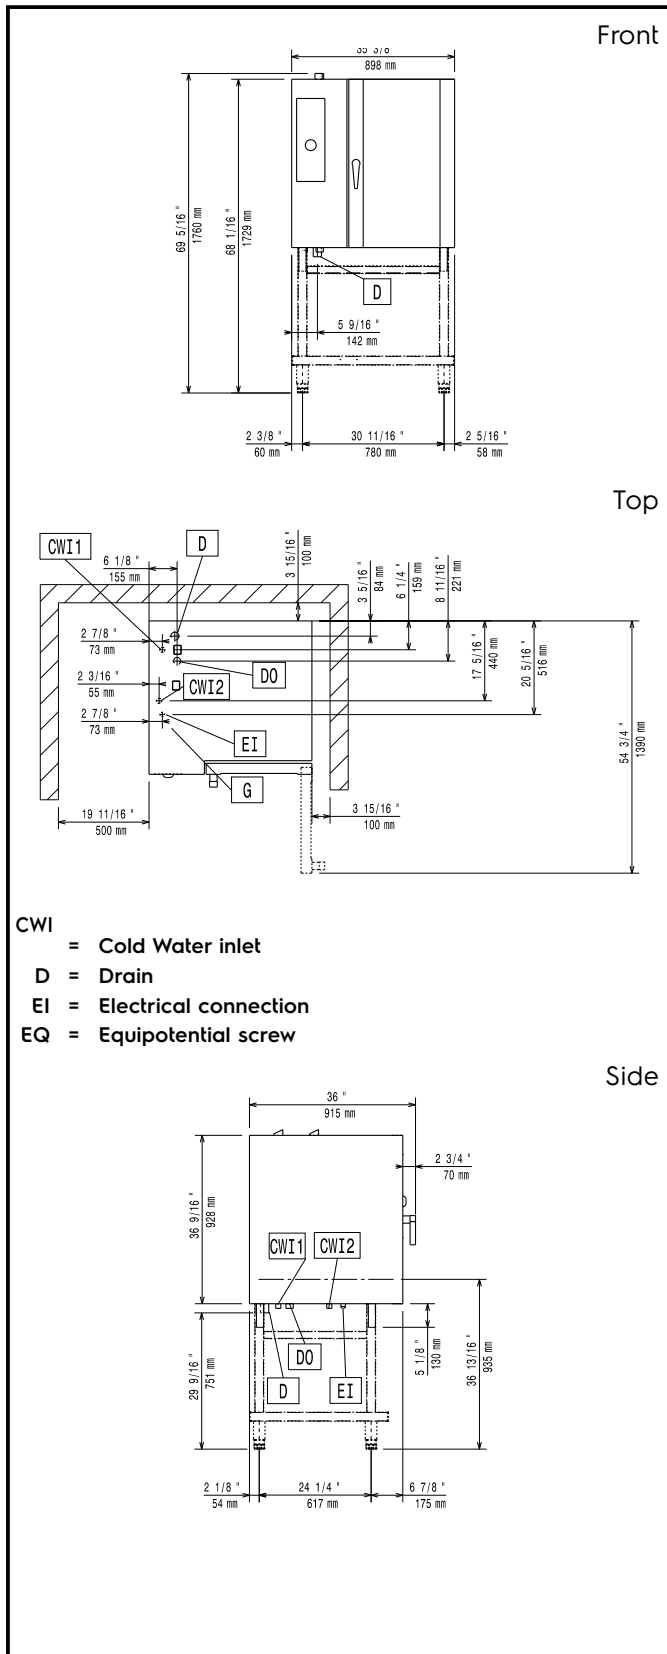 Front
35 3/8 "
898 mm
69 5/16 "
1760 mm
68 1/16 "
1729 mm
D
5 9/16 "
142 mm
2 3/8 "
60 mm
30 11/16 "
780 mm
2 5/16 "
58 mm
Top
CWI1
6 1/8 "
155 mm
D
3 15/16 "
100 mm
3 5/16 "
84 mm
6 1/4 "
159 mm
8 11/16 "
221 mm
2 7/8 "
73 mm
DO
2 3/16 "
55 mm
CWI2
2 7/8 "
73 mm
EI
G
17 5/16 "
440 mm
20 5/16 "
516 mm
54 3/4 "
1390 mm
19 11/16 "
500 mm
3 15/16 "
100 mm
CWI
= Cold Water inlet
D = Drain
EI = Electrical connection
EQ = Equipotential screw
Side
36 "
915 mm
2 3/4 "
70 mm
36 9/16 "
928 mm
CWI1
CWI2
DO
D
EI
29 9/16 "
751 mm
5 1/8 "
130 mm
36 13/16 "
935 mm
2 1/8 "
54 mm
24 1/4 "
617 mm
6 7/8 "
175 mm